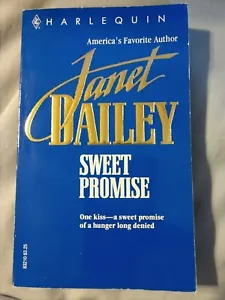 HARLEQUIN
America's Favorite Author
Janet
DAILEY
SWEET
PROMISE
One kiss—a sweet promise
of a hunger long denied